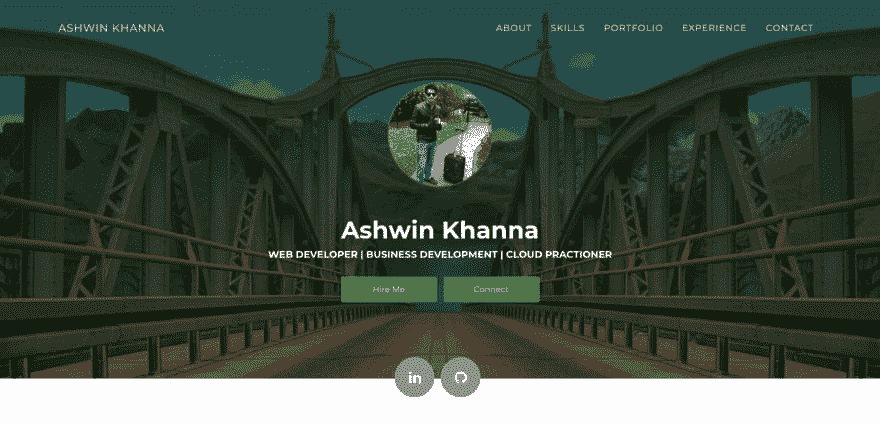 ASHWIN KHANNA
ABOUT SKILLS PORTFOLIO EXPERIENCE CONTACT
Ashwin Khanna
WEB DEVELOPER | BUSINESS DEVELOPMENT | CLOUD PRACTIONER
Hire Me Connect
in